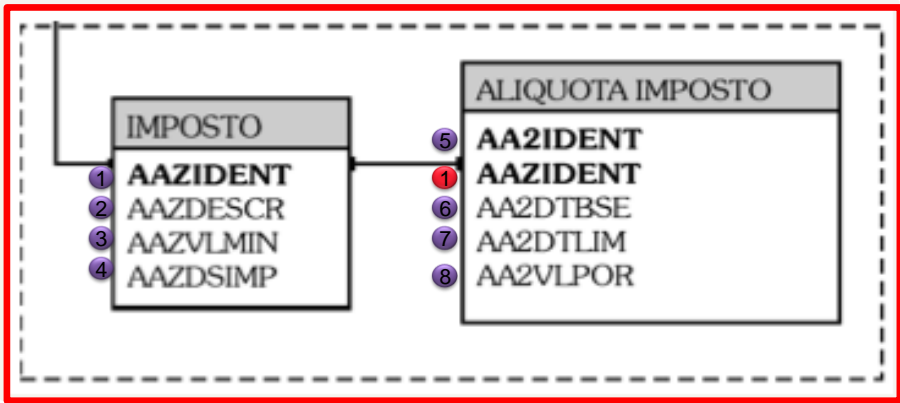 IMPOSTO
1 AAZIDENT
2 AAZDESCR
3 AAZVLMIN
4 AAZDSIMP
ALIQUOTA IMPOSTO
5 AA2IDENT
1 AAZIDENT
6 AA2DTBSE
7 AA2DTLIM
8 AA2VLPOR